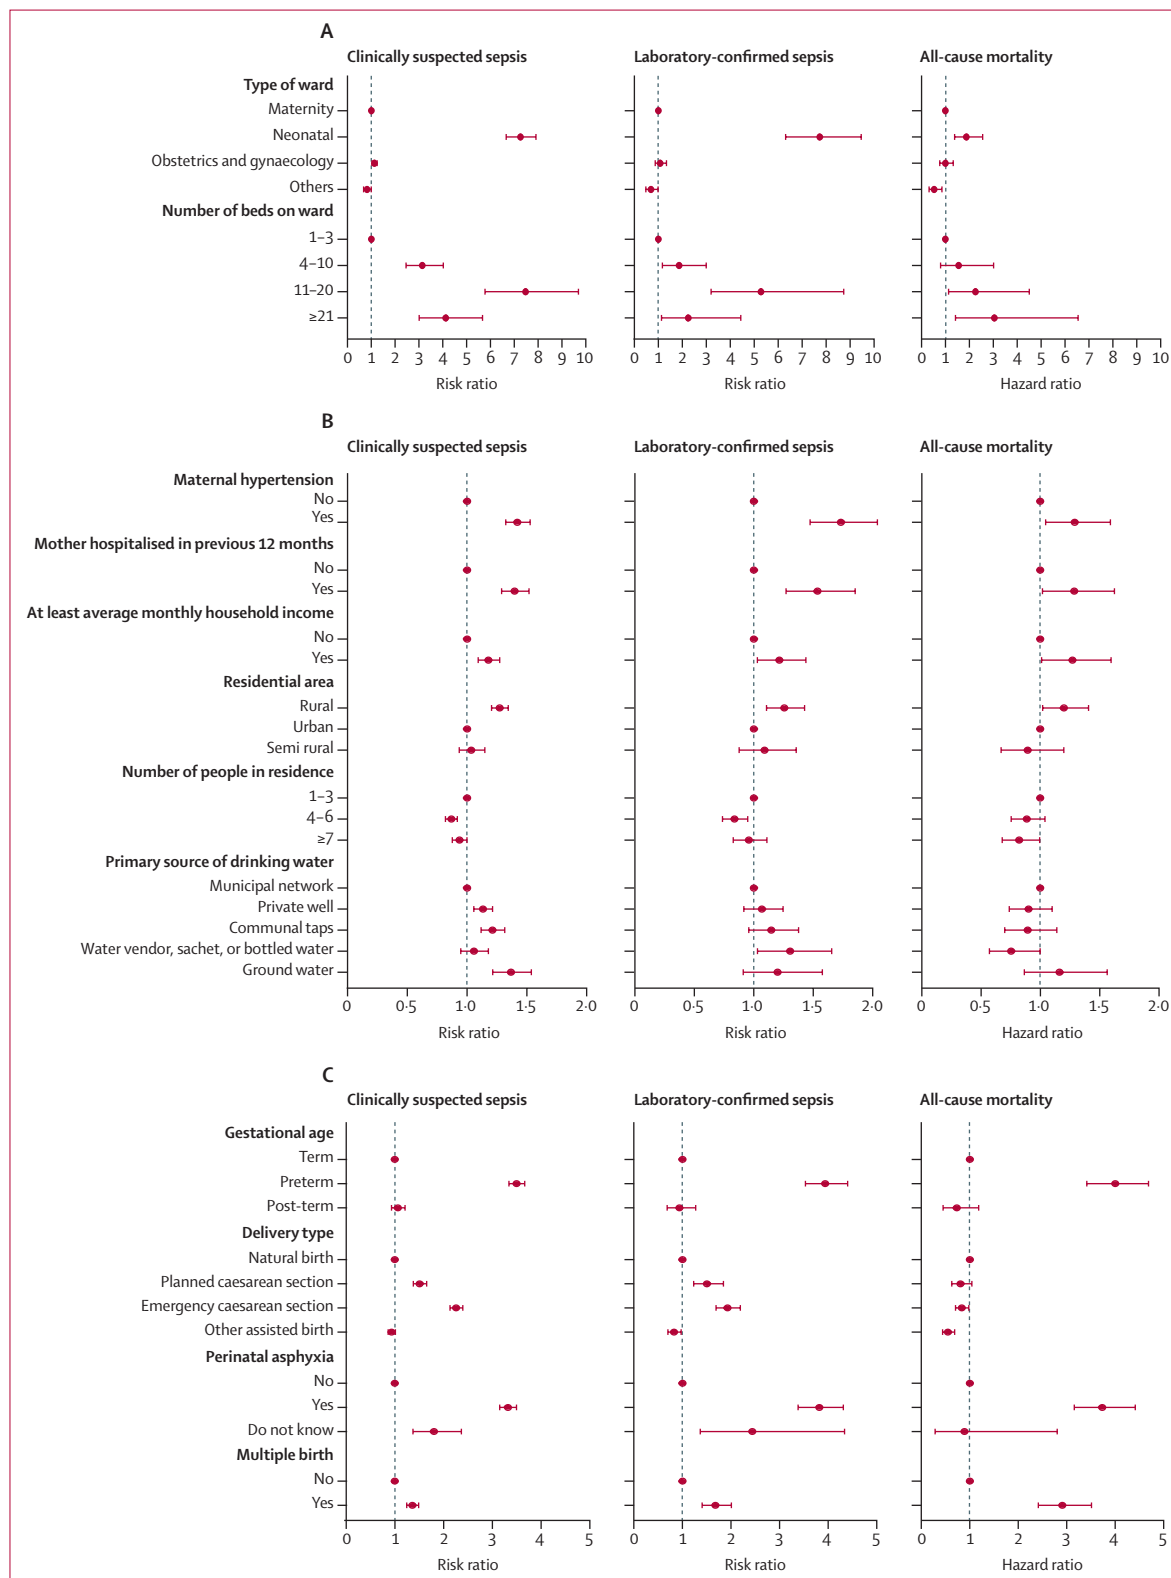 A
Clinically suspected sepsis Laboratory-confirmed sepsis All-cause mortality
Type of ward
Maternity
Neonatal
Obstetrics and gynaecology
Others
Number of beds on ward
1–3
4–10
11–20
≥21
0 1 2 3 4 5 6 7 8 9 10 0 1 2 3 4 5 6 7 8 9 10 0 1 2 3 4 5 6 7 8 9 10
Risk ratio Risk ratio Hazard ratio
B
Clinically suspected sepsis Laboratory-confirmed sepsis All-cause mortality
Maternal hypertension
No
Yes
Mother hospitalised in previous 12 months
No
Yes
At least average monthly household income
No
Yes
Residential area
Rural
Urban
Semi rural
Number of people in residence
1–3
4–6
≥7
Primary source of drinking water
Municipal network
Private well
Communal taps
Water vendor, sachet, or bottled water
Ground water
0 0·5 1·0 1·5 2·0 0 0·5 1·0 1·5 2·0 0 0·5 1·0 1·5 2·0
Risk ratio Risk ratio Hazard ratio
C
Clinically suspected sepsis Laboratory-confirmed sepsis All-cause mortality
Gestational age
Term
Preterm
Post-term
Delivery type
Natural birth
Planned caesarean section
Emergency caesarean section
Other assisted birth
Perinatal asphyxia
No
Yes
Do not know
Multiple birth
No
Yes
0 1 2 3 4 5 0 1 2 3 4 5 0 1 2 3 4 5
Risk ratio Risk ratio Hazard ratio